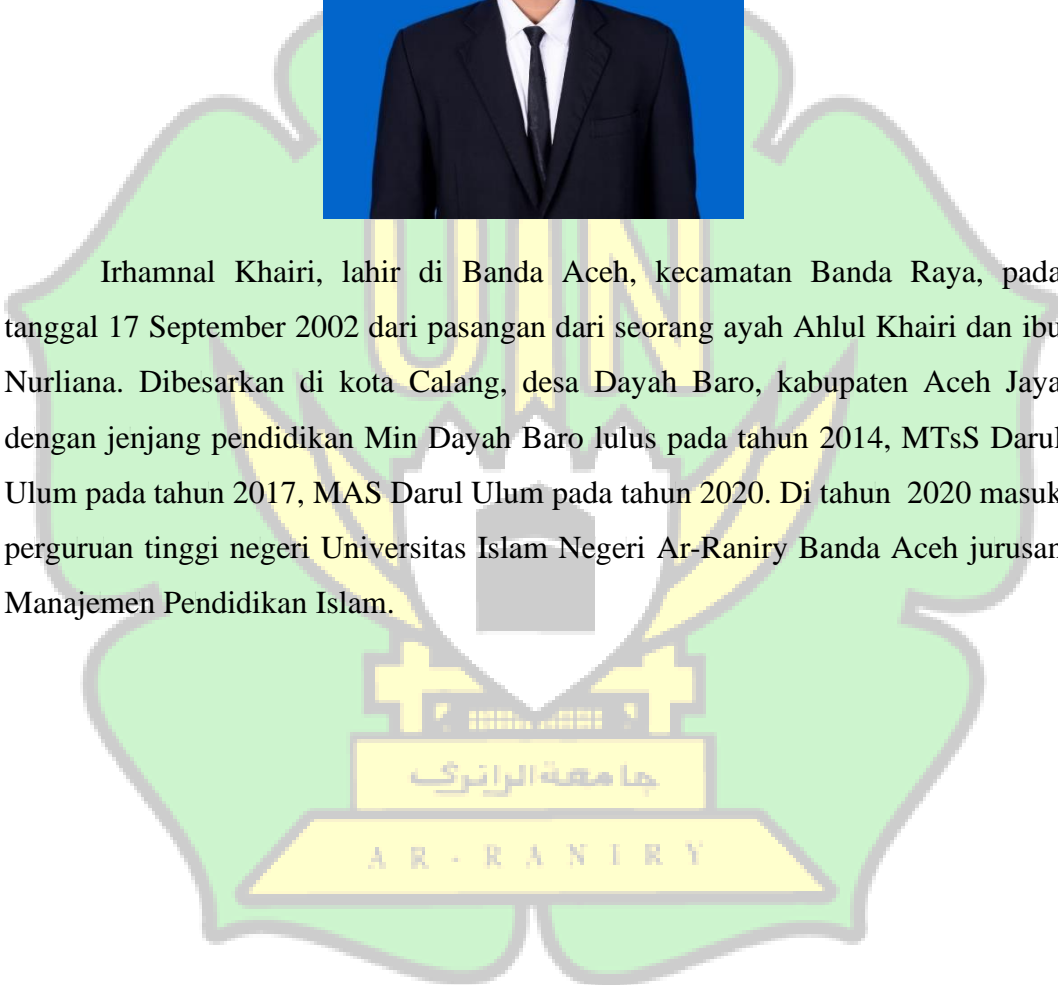 UIN
Irhamnal Khairi, lahir di Banda Aceh, kecamatan Banda Raya, pada
tanggal 17 September 2002 dari pasangan dari seorang ayah Ahlul Khairi dan ibu
Nurliana. Dibesarkan di kota Calang, desa Dayah Baro, kabupaten Aceh Jaya
dengan jenjang pendidikan Min Dayah Baro lulus pada tahun 2014, MTsS Darul
Ulum pada tahun 2017, MAS Darul Ulum pada tahun 2020. Di tahun  2020 masuk
perguruan tinggi negeri Universitas Islam Negeri Ar-Raniry Banda Aceh jurusan
Manajemen Pendidikan Islam.
جامعة الرانري
AR-RANIRY